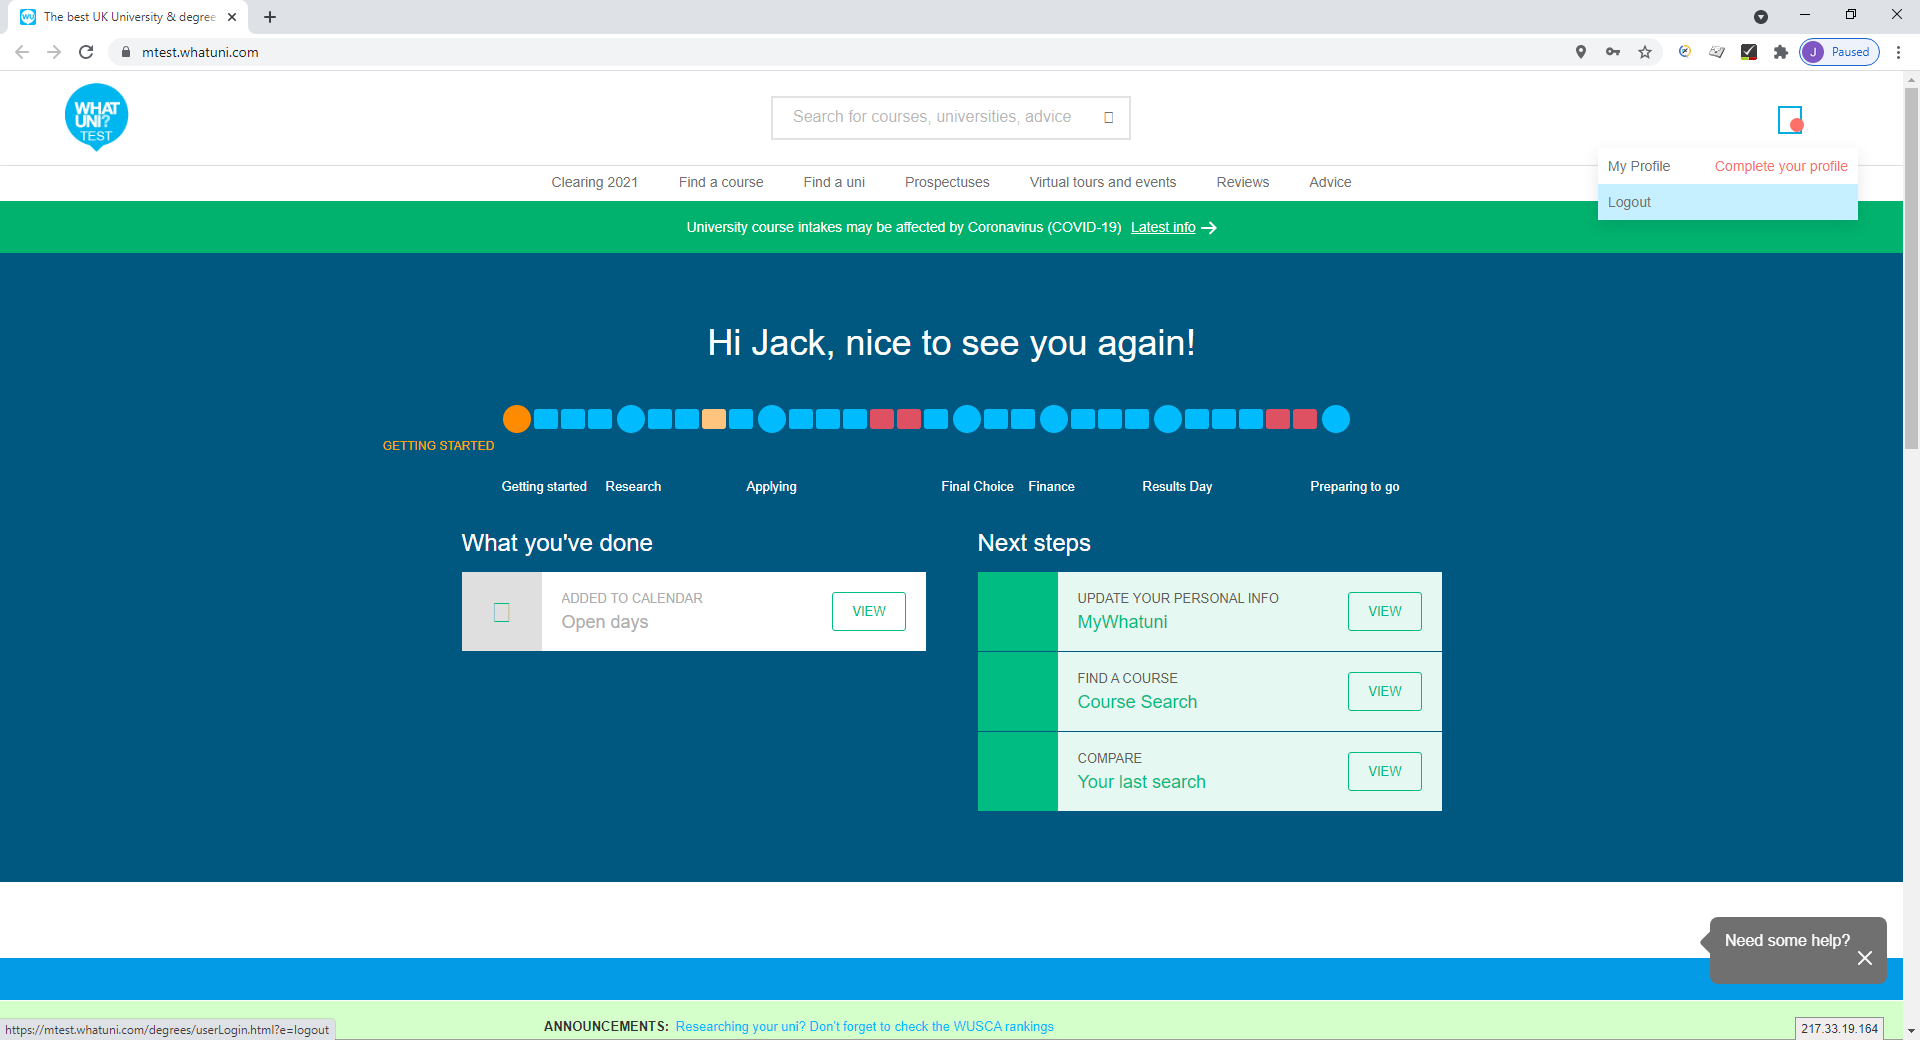 The best UK University & degree
mtest.whatuni.com
J Paused
WHAT
UNI?
TEST
Search for courses, universities, advice
My Profile Complete your profile
Logout
Clearing 2021 Find a course Find a uni Prospectuses Virtual tours and events Reviews Advice
University course intakes may be affected by Coronavirus (COVID-19) Latest info
Hi Jack, nice to see you again!
GETTING STARTED
Getting started Research Applying Final Choice Finance Results Day Preparing to go
What you've done
ADDED TO CALENDAR
Open days
VIEW
Next steps
UPDATE YOUR PERSONAL INFO
MyWhatuni
VIEW
FIND A COURSE
Course Search
VIEW
COMPARE
Your last search
VIEW
Need some help?
https://mtest.whatuni.com/degrees/userLogin.html?e=logout
ANNOUNCEMENTS: Researching your uni? Don't forget to check the WUSCA rankings
217.33.19.164